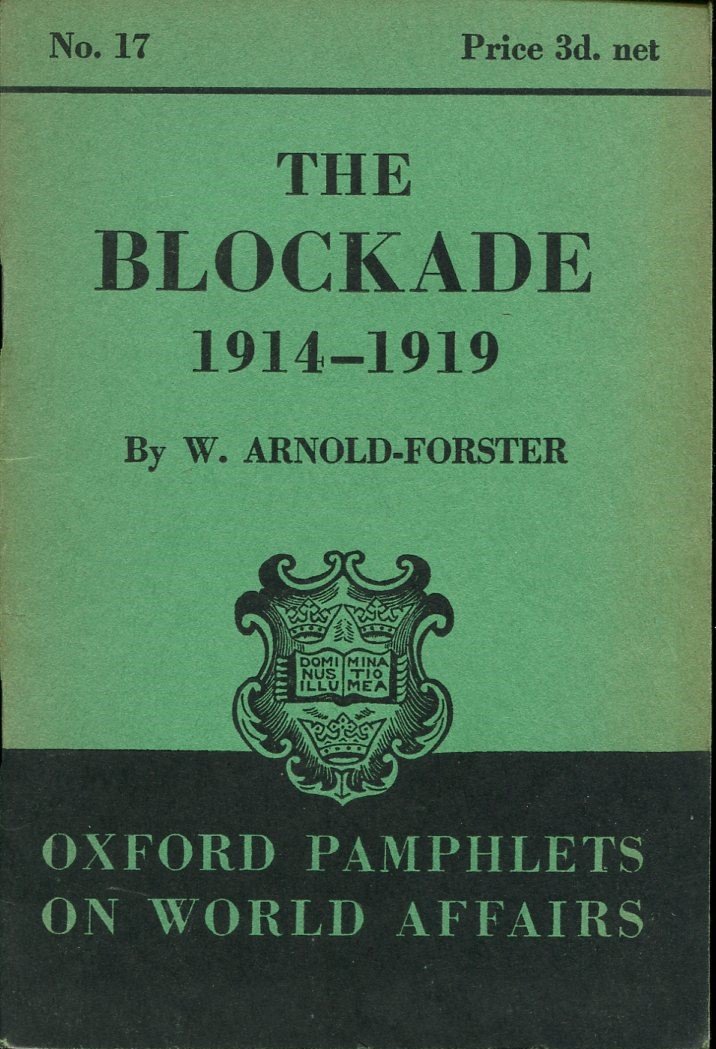 No. 17 Price 3d. net
THE
BLOCKADE
1914–1919
By W. ARNOLD-FORSTER
DOMI MINA
NUS TIO
ILLU MEA
OXFORD PAMPHLETS
ON WORLD AFFAIRS